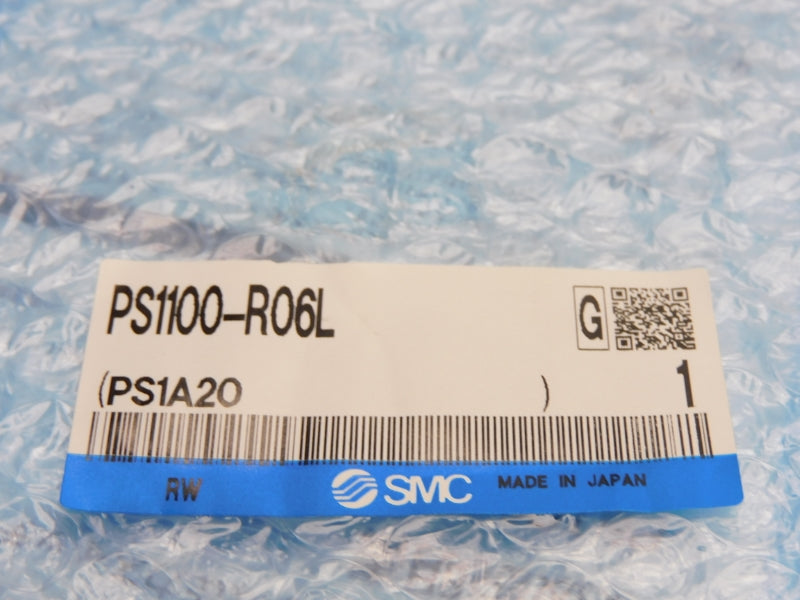 PS1100-R06L
G
(PS1A20 )
1
RW
SMC
MADE IN JAPAN